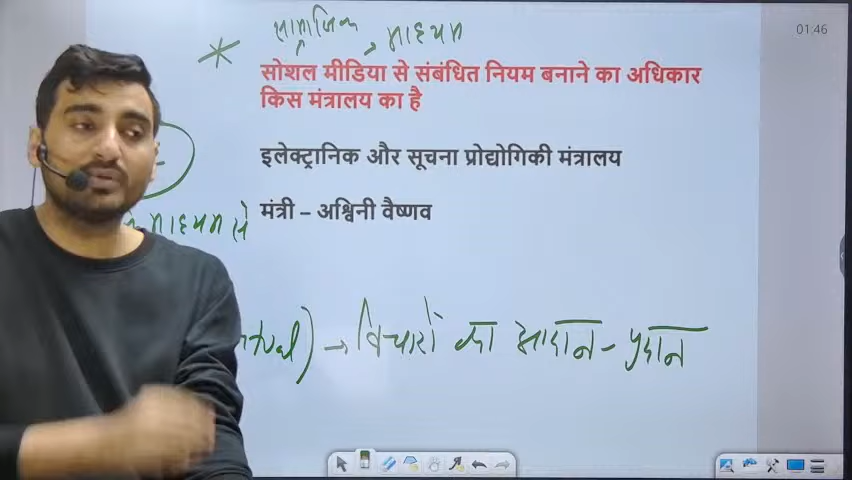 01:46
सामाजिक माध्यम
सोशल मीडिया से संबंधित नियम बनाने का अधिकार
किस मंत्रालय का है
इलेक्ट्रानिक और सूचना प्रोद्योगिकी मंत्रालय
मंत्री – अश्विनी वैष्णव
माध्यम से
→ विचारों का आदान - प्रदान